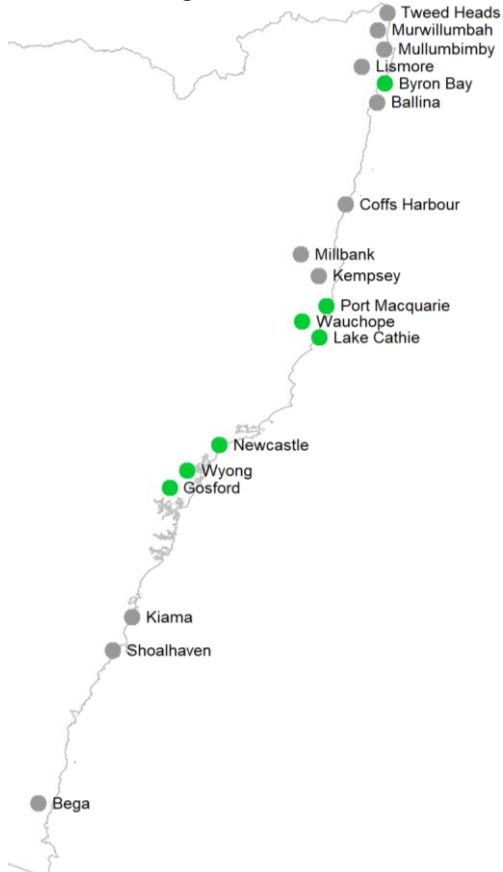 Tweed Heads
Murwillumbah
Mullumbimby
Lismore
Byron Bay
Ballina
Coffs Harbour
Millbank
Kempsey
Port Macquarie
Wauchope
Lake Cathie
Newcastle
Wyong
Gosford
Kiama
Shoalhaven
Bega